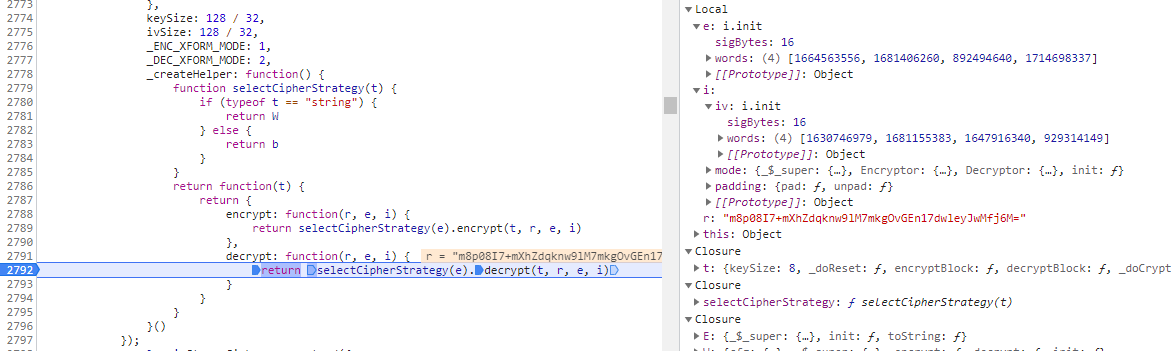 2773 },
2774 keySize: 128 / 32,
2775 ivSize: 128 / 32,
2776 _ENC_XFORM_MODE: 1,
2777 _DEC_XFORM_MODE: 2,
2778 _createHelper: function() {
2779 function selectCipherStrategy(t) {
2780 if (typeof t == "string") {
2781 return W
2782 } else {
2783 return b
2784 }
2785 }
2786 return function(t) {
2787 return {
2788 encrypt: function(r, e, i) {
2789 return selectCipherStrategy(e).encrypt(t, r, e, i)
2790 },
2791 decrypt: function(r, e, i) { r = "m8p08I7+mXhZdqknw9lM7mkgOvGEn17
2792 return selectCipherStrategy(e).decrypt(t, r, e, i)
2793 }
2794 }
2795 }
2796 }()
2797 });
Local
e: i.init
sigBytes: 16
words: (4) [1664563556, 1681406260, 892494640, 1714698337]
[[Prototype]]: Object
i:
iv: i.init
sigBytes: 16
words: (4) [1630746979, 1681155383, 1647916340, 929314149]
[[Prototype]]: Object
mode: {_$_super: {…}, Encryptor: {…}, Decryptor: {…}, init: ƒ}
padding: {pad: ƒ, unpad: ƒ}
[[Prototype]]: Object
r: "m8p08I7+mXhZdqknw9lM7mkgOvGEn17dwleyJwMfj6M="
this: Object
Closure
t: {keySize: 8, _doReset: ƒ, encryptBlock: ƒ, decryptBlock: ƒ, _doCrypt
Closure
selectCipherStrategy: ƒ selectCipherStrategy(t)
Closure
E: {_$_super: {…}, init: ƒ, toString: ƒ}